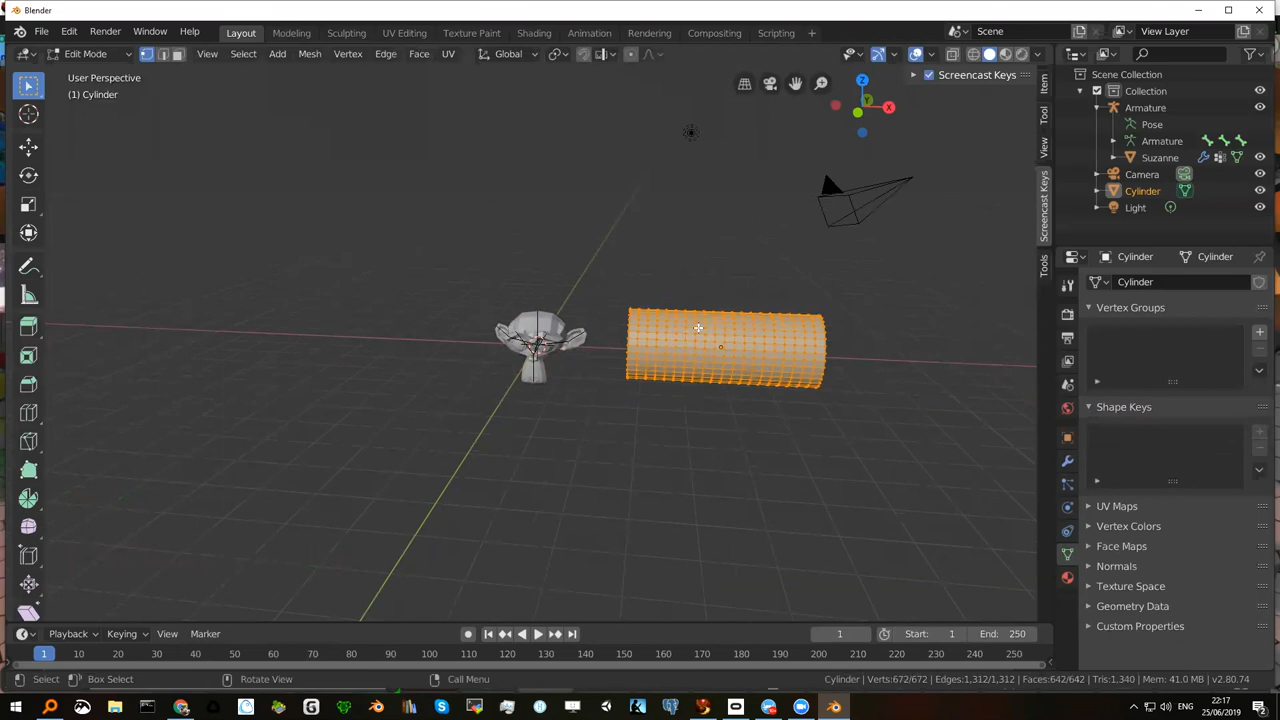 Blender
File Edit Render Window Help Layout Modeling Sculpting UV Editing Texture Paint Shading Animation Rendering Compositing Scripting + Scene View Layer
Edit Mode View Select Add Mesh Vertex Edge Face UV Global
User Perspective
(1) Cylinder
Z
X
Y
Screencast Keys
Item
Tool
View
Screencast Keys
Tools
Scene Collection
Collection
Armature
Pose
Armature
Suzanne
Camera
Cylinder
Light
Cylinder Cylinder
Cylinder
Vertex Groups
Shape Keys
UV Maps
Vertex Colors
Face Maps
Normals
Texture Space
Geometry Data
Custom Properties
Playback Keying View Marker 1 Start: 1 End: 250
1 10 20 30 40 50 60 70 80 90 100 110 120 130 140 150 160 170 180 190 200 210 220 230 240 250
Select Box Select Rotate View Call Menu Cylinder | Verts:672/672 | Edges:1,312/1,312 | Faces:642/642 | Tris:1.340 | Mem: 41.0 MB | v2.80.74
ENG
22:17
25/06/2019
2